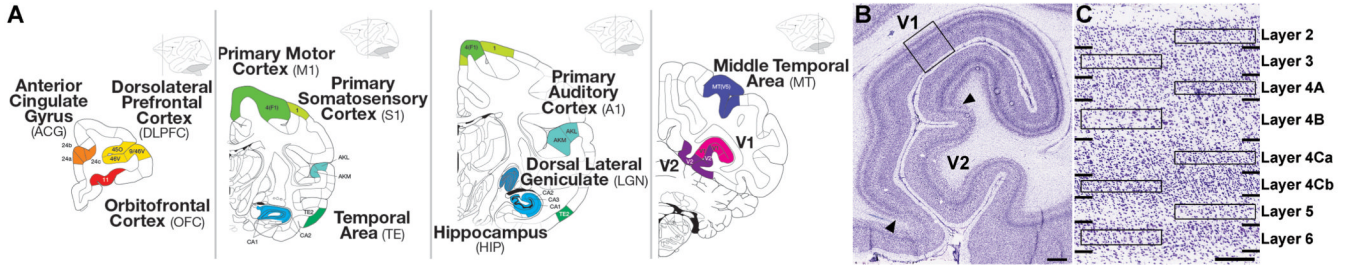 A
Anterior
Cingulate
Gyrus
(ACG)
Dorsolateral
Prefrontal
Cortex
(DLPFC)
24b
24a
24c
45O
46V
9/46V
11
Orbitofrontal
Cortex (OFC)
Primary Motor
Cortex (M1)
Primary
Somatosensory
Cortex (S1)
4(F1)
1
AKL
AKM
TE2
CA1
CA2
Temporal
Area (TE)
4(F1)
1
Primary
Auditory
Cortex (A1)
AKL
AKM
Dorsal Lateral
Geniculate (LGN)
CA2
CA3
CA1
TE2
Hippocampus
(HIP)
Middle Temporal
Area (MT)
MT(V5)
V1
V2
V2
V2
B
V1
V2
C
Layer 2
Layer 3
Layer 4A
Layer 4B
Layer 4Ca
Layer 4Cb
Layer 5
Layer 6